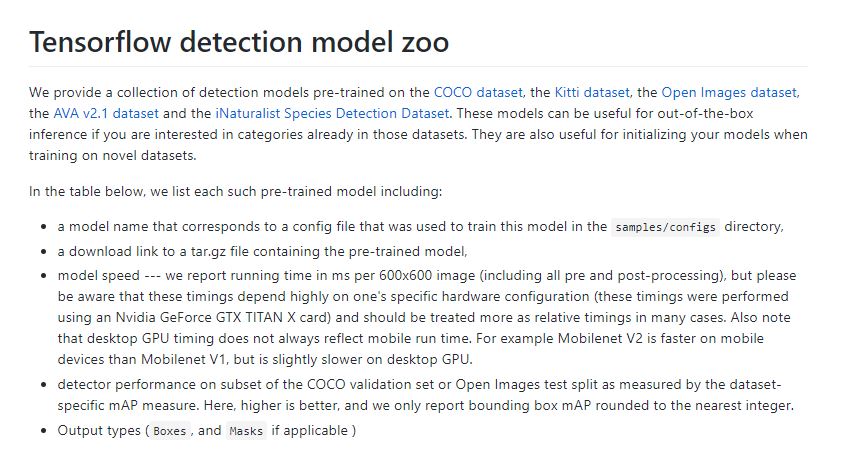 Tensorflow detection model zoo
We provide a collection of detection models pre-trained on the COCO dataset, the Kitti dataset, the Open Images dataset,
the AVA v2.1 dataset and the iNaturalist Species Detection Dataset. These models can be useful for out-of-the-box
inference if you are interested in categories already in those datasets. They are also useful for initializing your models when
training on novel datasets.
In the table below, we list each such pre-trained model including:
• a model name that corresponds to a config file that was used to train this model in the samples/configs directory,
• a download link to a tar.gz file containing the pre-trained model,
• model speed --- we report running time in ms per 600x600 image (including all pre and post-processing), but please
be aware that these timings depend highly on one's specific hardware configuration (these timings were performed
using an Nvidia GeForce GTX TITAN X card) and should be treated more as relative timings in many cases. Also note
that desktop GPU timing does not always reflect mobile run time. For example Mobilenet V2 is faster on mobile
devices than Mobilenet V1, but is slightly slower on desktop GPU.
• detector performance on subset of the COCO validation set or Open Images test split as measured by the dataset-
specific mAP measure. Here, higher is better, and we only report bounding box mAP rounded to the nearest integer.
• Output types ( Boxes , and Masks if applicable )